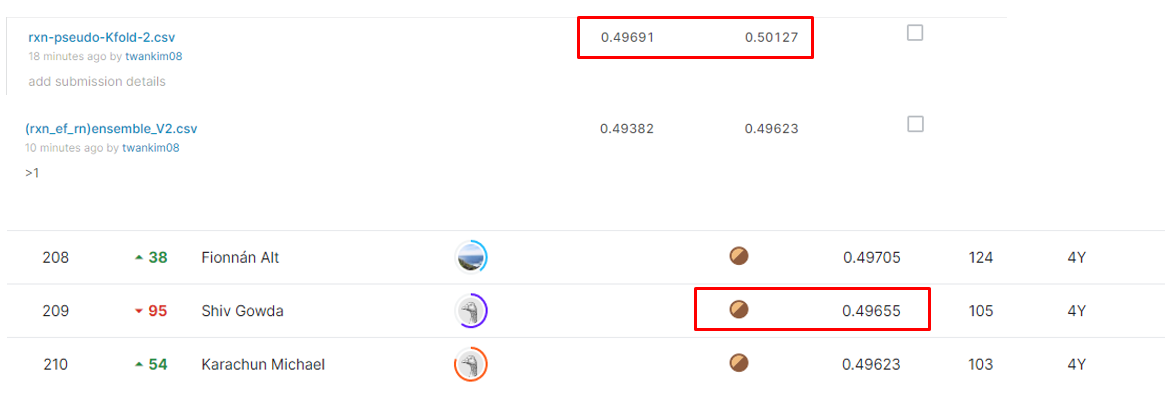 rxn-pseudo-Kfold-2.csv 0.49691 0.50127
18 minutes ago by twankim08
add submission details
(rxn_ef_rn)ensemble_V2.csv 0.49382 0.49623
10 minutes ago by twankim08
>1
208 38 Fionnán Alt 0.49705 124 4Y
209 95 Shiv Gowda 0.49655 105 4Y
210 54 Karachun Michael 0.49623 103 4Y